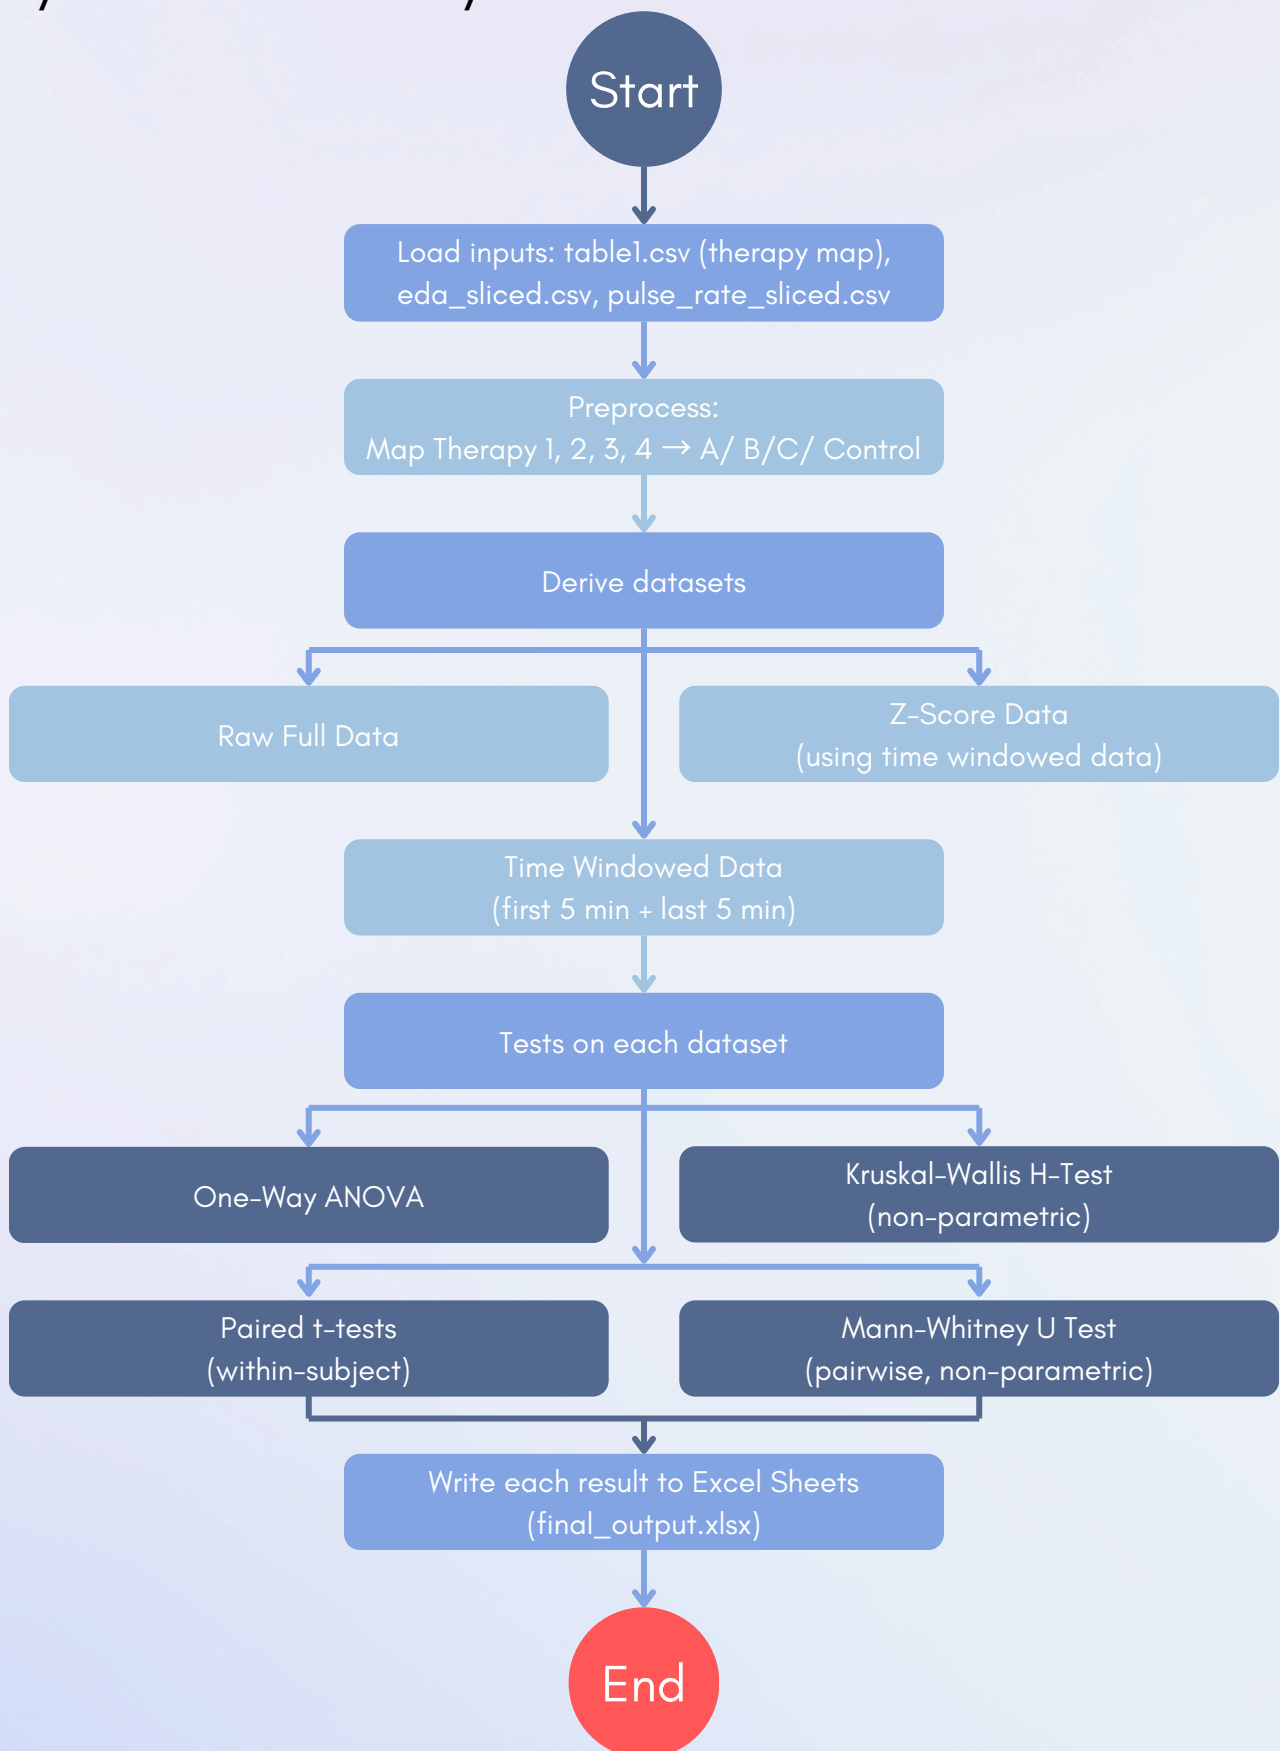 Start
Load inputs: table1.csv (therapy map),
eda_sliced.csv, pulse_rate_sliced.csv
Preprocess:
Map Therapy 1, 2, 3, 4 → A/ B/C/ Control
Derive datasets
Raw Full Data
Z-Score Data
(using time windowed data)
Time Windowed Data
(first 5 min + last 5 min)
Tests on each dataset
One-Way ANOVA
Kruskal-Wallis H-Test
(non-parametric)
Paired t-tests
(within-subject)
Mann-Whitney U Test
(pairwise, non-parametric)
Write each result to Excel Sheets
(final_output.xlsx)
End